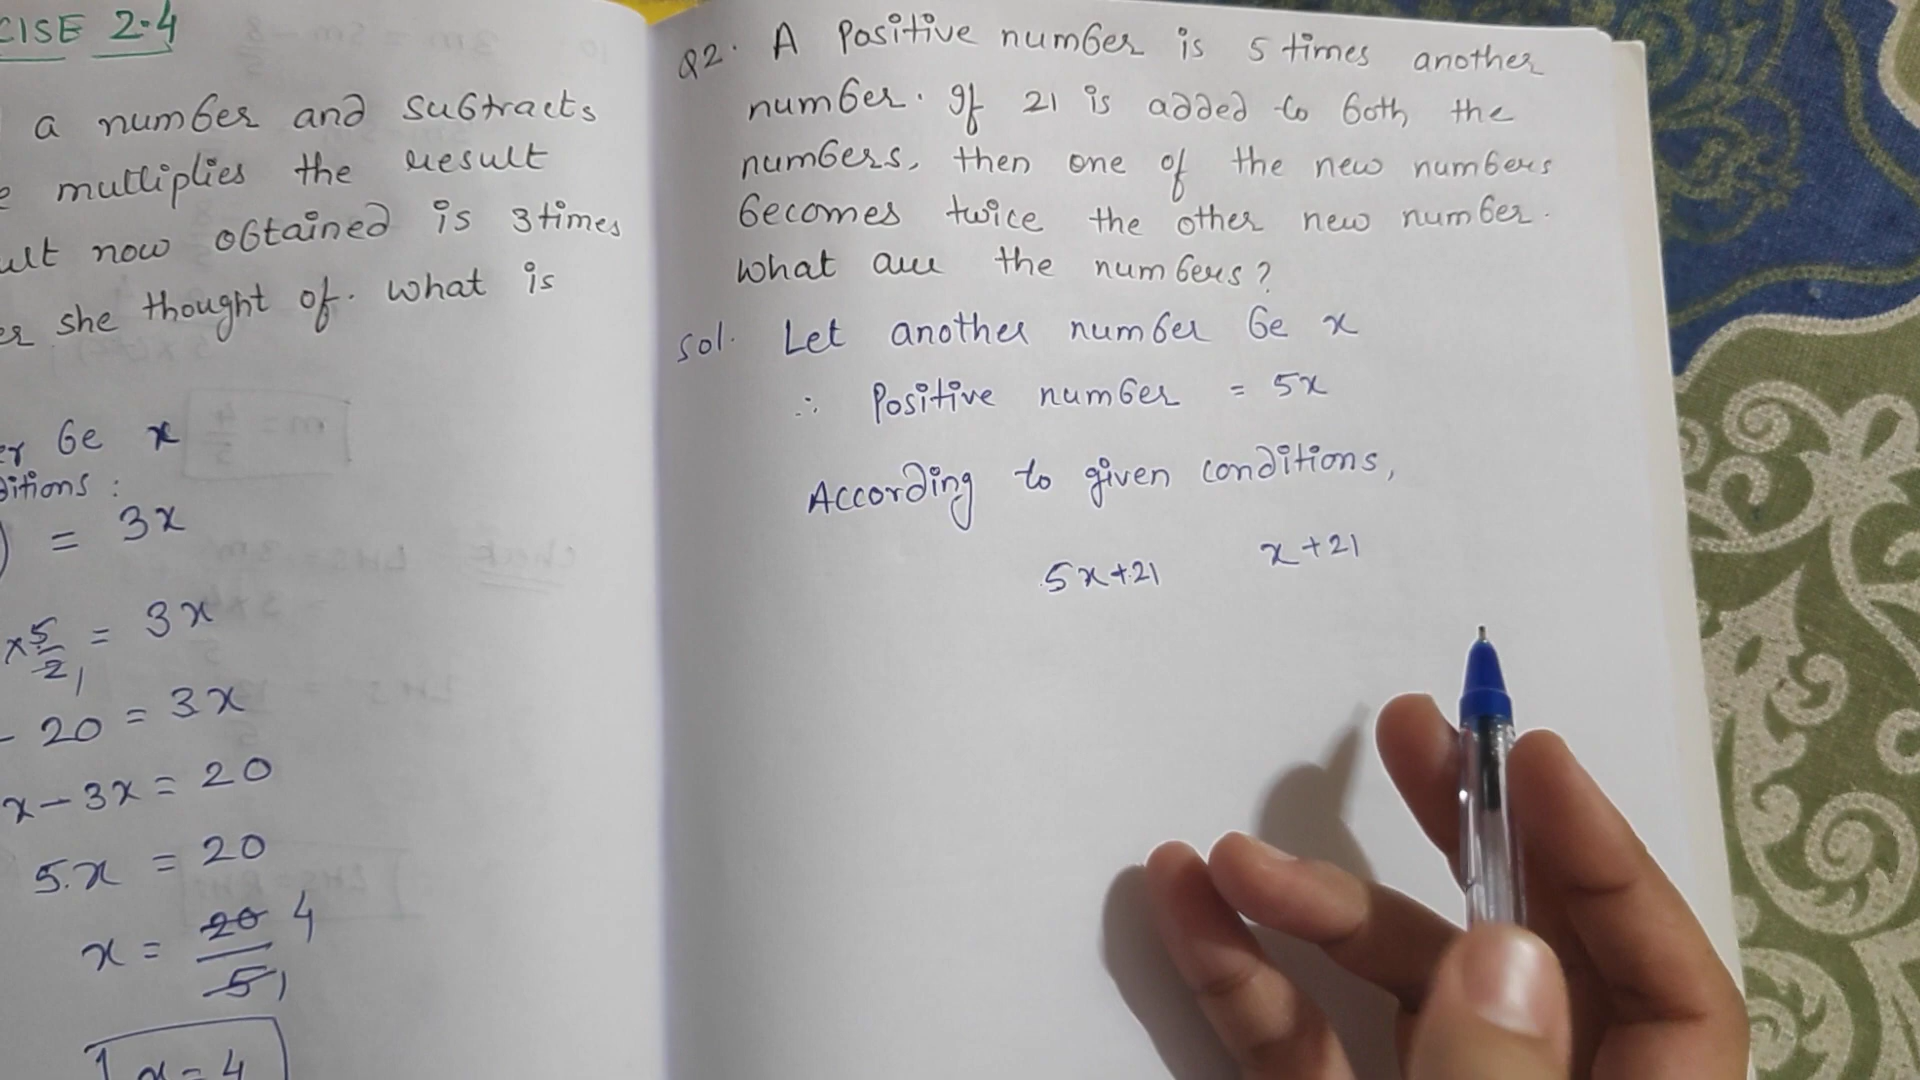 CISE 2.4
a number and subtracts
e multiplies the result
ult now obtained is 3 times
er she thought of. what is
er be x
ditions :
) = 3x
x 5/2 1 = 3x
- 20 = 3x
x - 3x = 20
5.x = 20
x = 20/5 4 1
x = 4
Q2. A Positive number is 5 times another
number. If 21 is added to both the
numbers, then one of the new numbers
becomes twice the other new number.
what are the numbers?
Sol. Let another number be x
∴ Positive number = 5x
According to given conditions,
5x+21 x+21